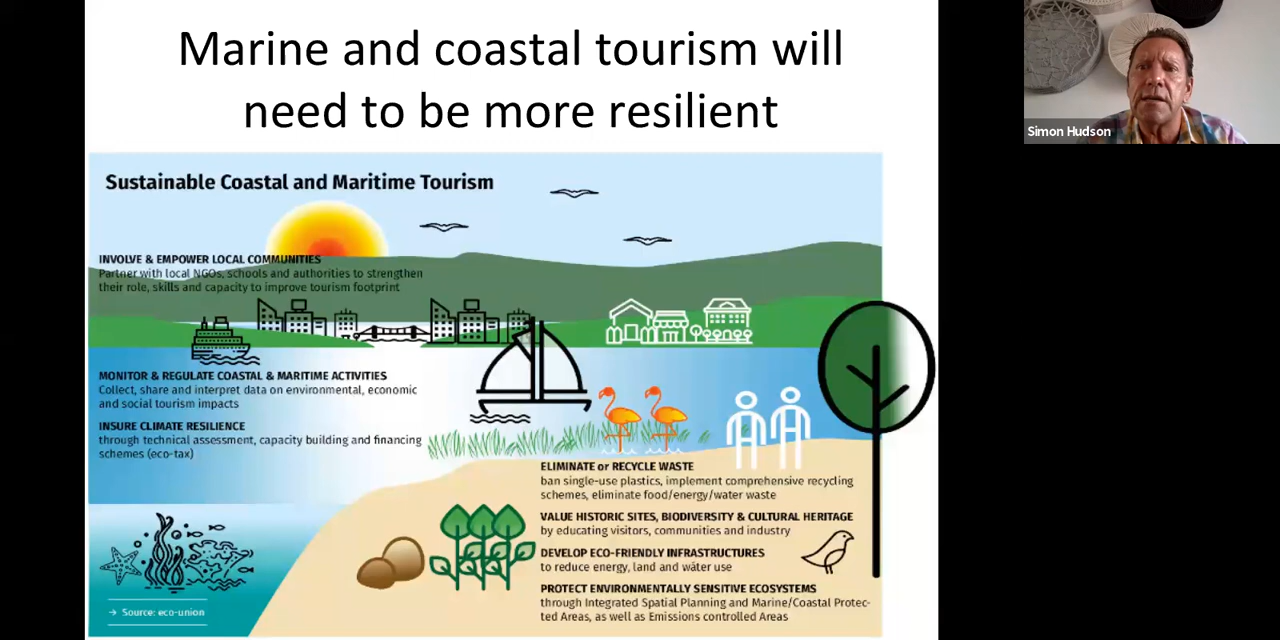 Marine and coastal tourism will
need to be more resilient
Simon Hudson
Sustainable Coastal and Maritime Tourism
INVOLVE & EMPOWER LOCAL COMMUNITIES
Partner with local NGOs, schools and authorities to strengthen
their role, skills and capacity to improve tourism footprint
MONITOR & REGULATE COASTAL & MARITIME ACTIVITIES
Collect, share and interpret data on environmental, economic
and social tourism impacts
INSURE CLIMATE RESILIENCE
through technical assessment, capacity building and financing
schemes (eco-tax)
ELIMINATE or RECYCLE WASTE
ban single-use plastics, implement comprehensive recycling
schemes, eliminate food/energy/water waste
VALUE HISTORIC SITES, BIODIVERSITY & CULTURAL HERITAGE
by educating visitors, communities and industry
DEVELOP ECO-FRIENDLY INFRASTRUCTURES
to reduce energy, land and water use
PROTECT ENVIRONMENTALLY SENSITIVE ECOSYSTEMS
through Integrated Spatial Planning and Marine/Coastal Protec-
ted Areas, as well as Emissions controlled Areas
→ Source: eco-union